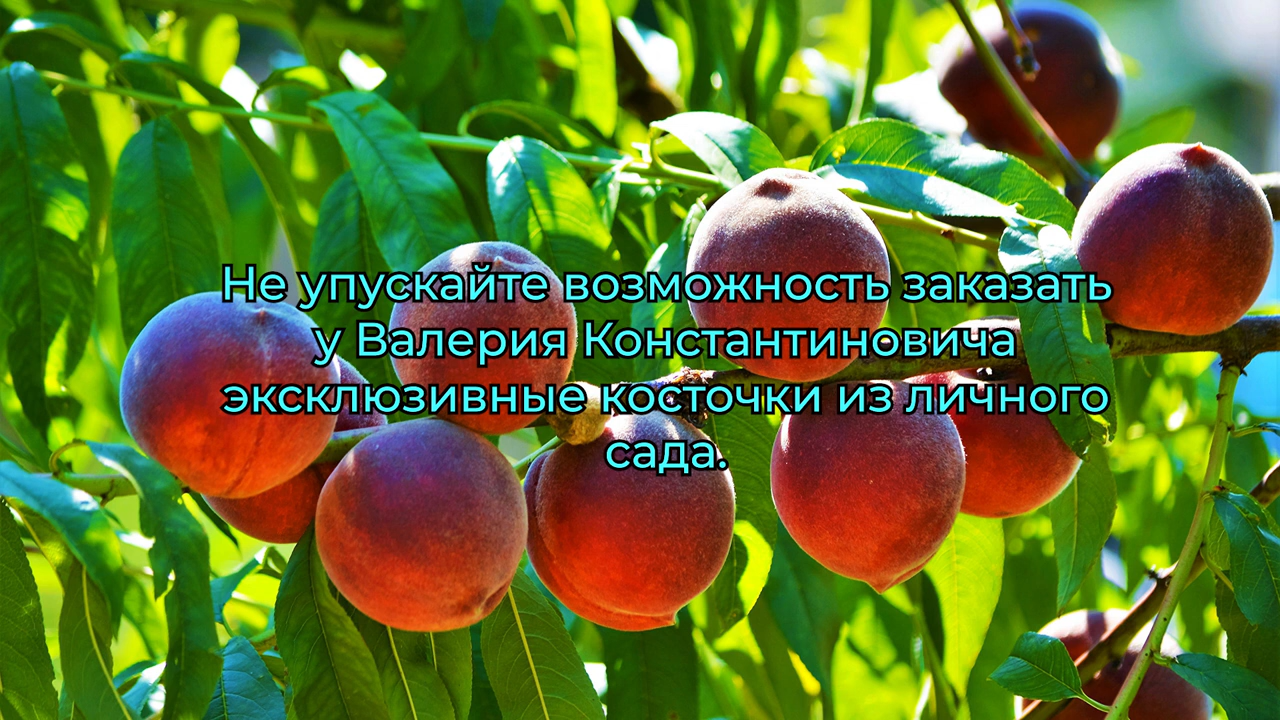 Не упускайте возможность заказать
у Валерия Константиновича
эксклюзивные косточки из личного
сада.